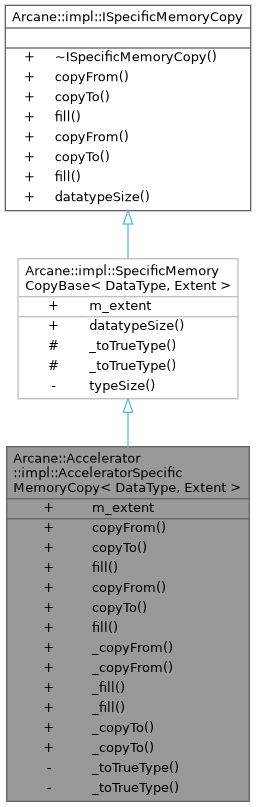 Arcane::impl::ISpecificMemoryCopy
+ ~ISpecificMemoryCopy()
+ copyFrom()
+ copyTo()
+ fill()
+ copyFrom()
+ copyTo()
+ fill()
+ datatypeSize()
Arcane::impl::SpecificMemory
CopyBase< DataType, Extent >
+ m_extent
+ datatypeSize()
# _toTrueType()
# _toTrueType()
- typeSize()
Arcane::Accelerator
::impl::AcceleratorSpecific
MemoryCopy< DataType, Extent >
+ m_extent
+ copyFrom()
+ copyTo()
+ fill()
+ copyFrom()
+ copyTo()
+ fill()
+ _copyFrom()
+ _copyFrom()
+ _fill()
+ _fill()
+ _copyTo()
+ _copyTo()
- _toTrueType()
- _toTrueType()